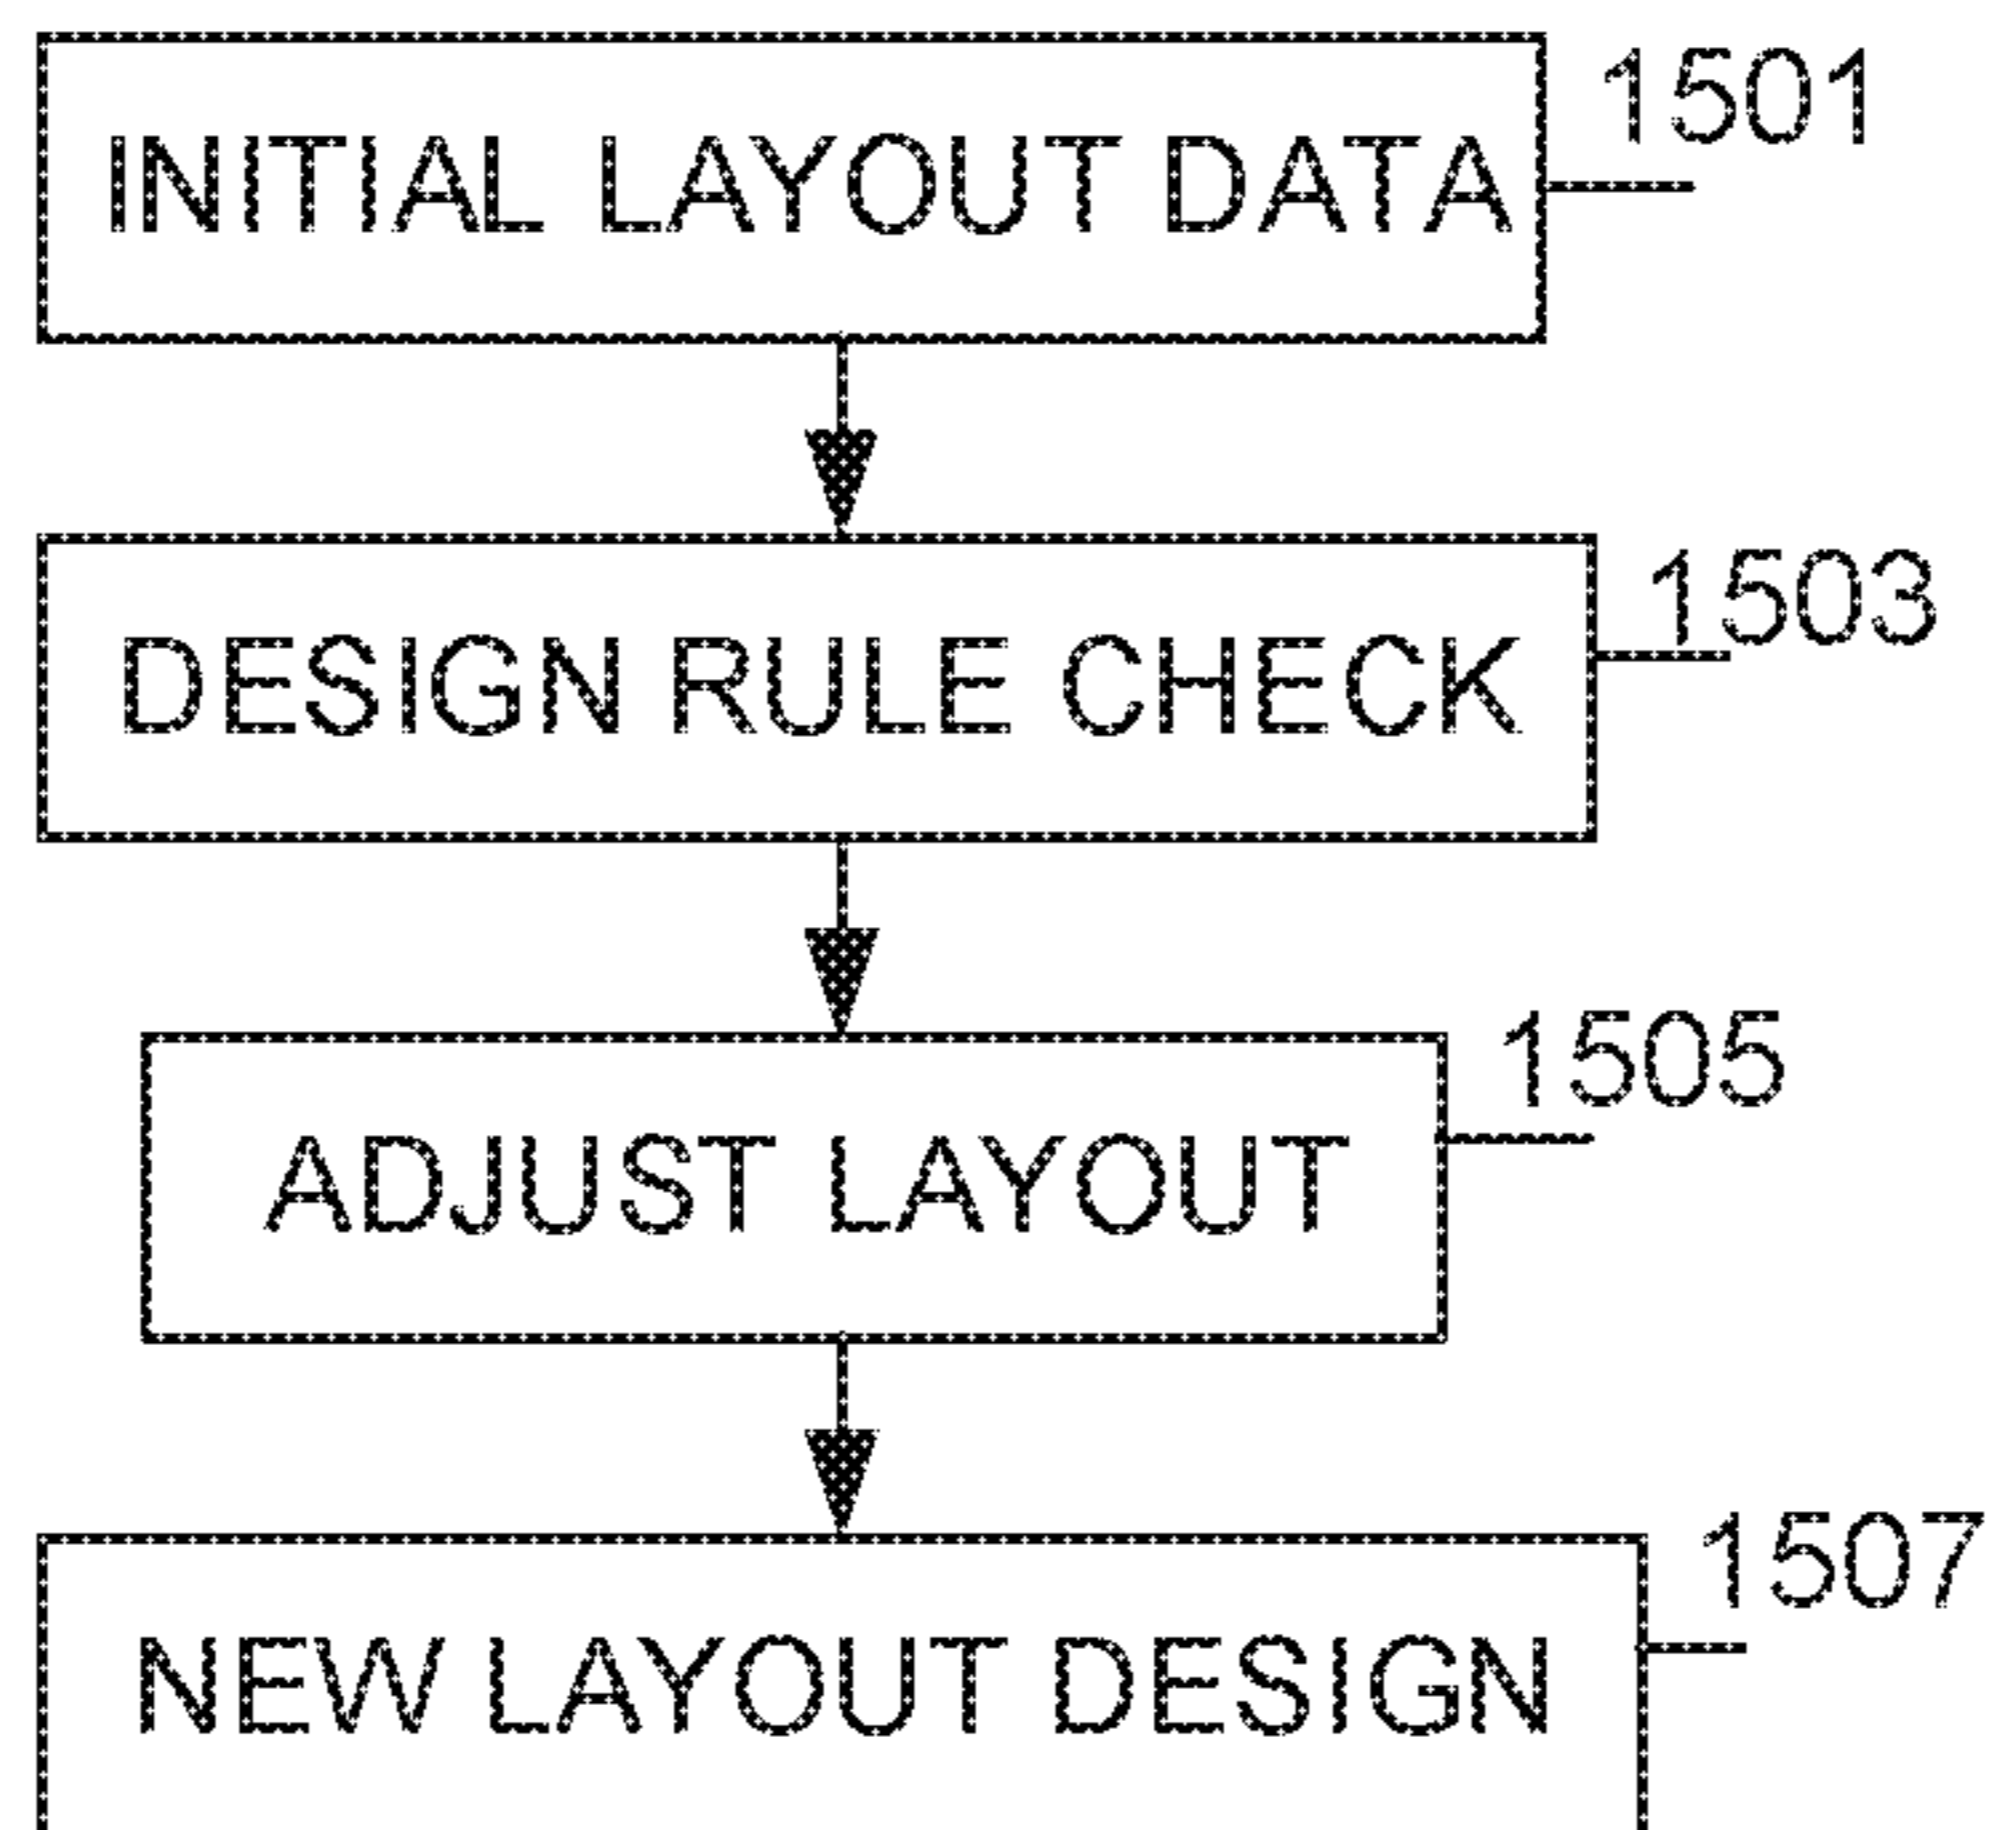 1501
INITIAL LAYOUT DATA
1503
DESIGN RULE CHECK
1505
ADJUST LAYOUT
1507
NEW LAYOUT DESIGN